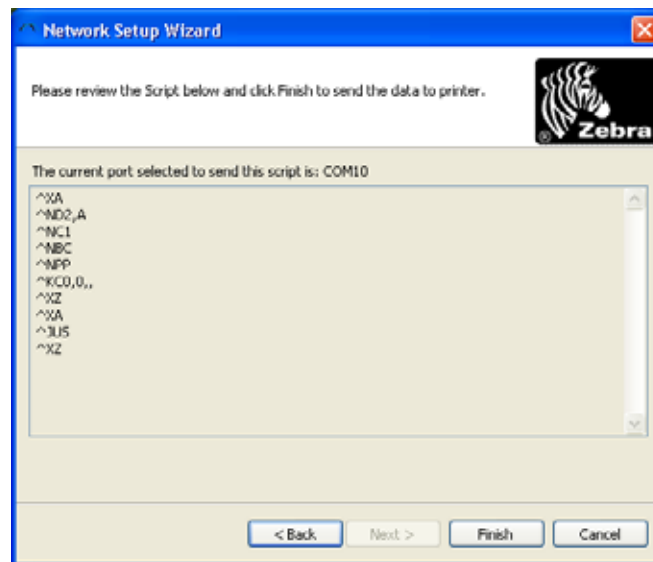 Network Setup Wizard
Please review the Script below and click Finish to send the data to printer.
® Zebra
The current port selected to send this script is: COM10
^XA
^ND2,A
^NC1
^NBC
^NPP
^KC0,0,,
^XZ
^XA
^JUS
^XZ
< Back Next > Finish Cancel